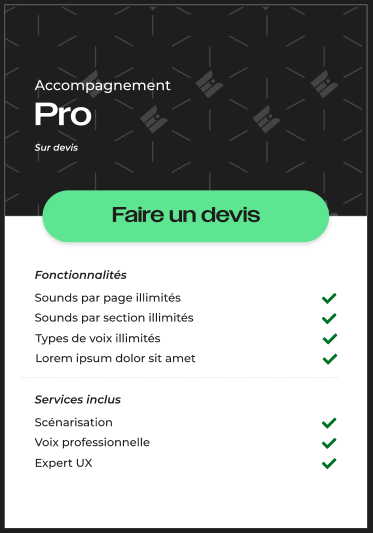 Accompagnement
Pro
Sur devis
Faire un devis
Fonctionnalités
Sounds par page illimités
Sounds par section illimités
Types de voix illimités
Lorem ipsum dolor sit amet
Services inclus
Scénarisation
Voix professionnelle
Expert UX